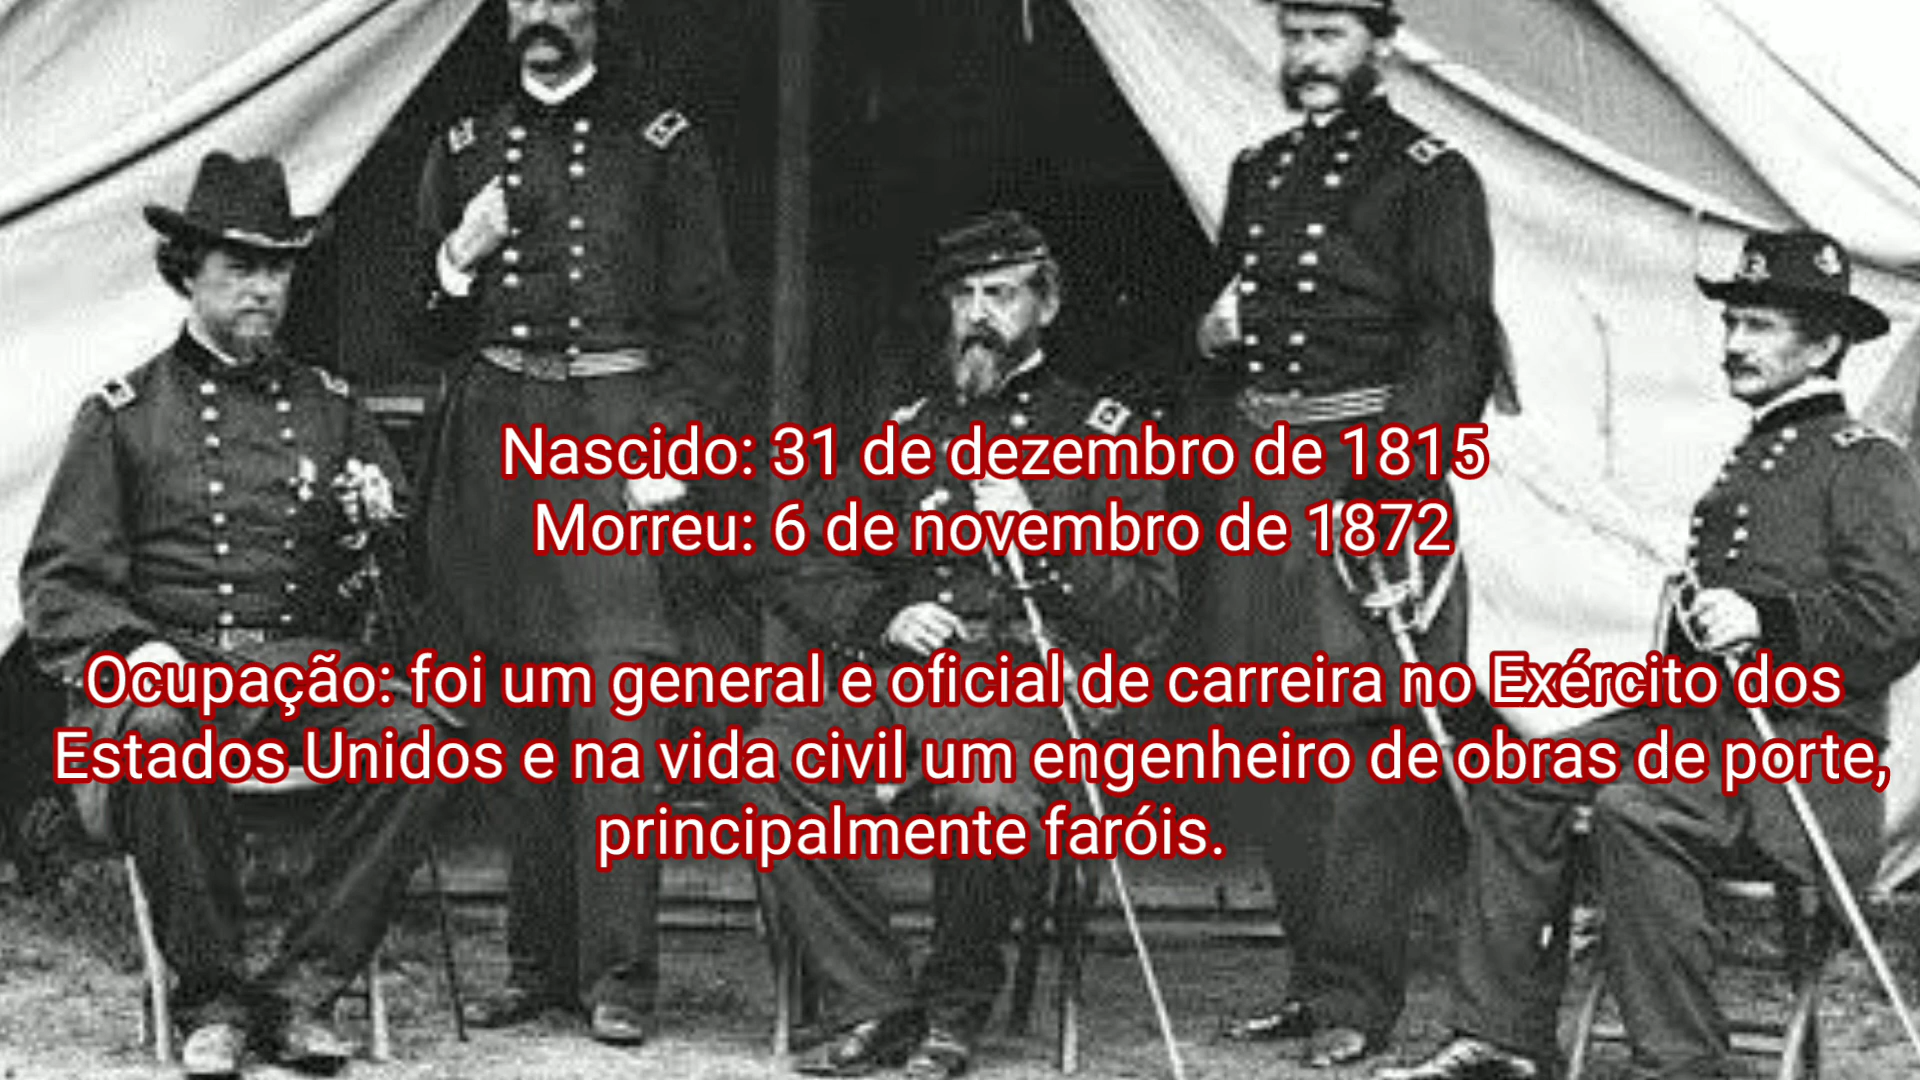 Nascido: 31 de dezembro de 1815
Morreu: 6 de novembro de 1872
Ocupação: foi um general e oficial de carreira no Exército dos
Estados Unidos e na vida civil um engenheiro de obras de porte,
principalmente faróis.